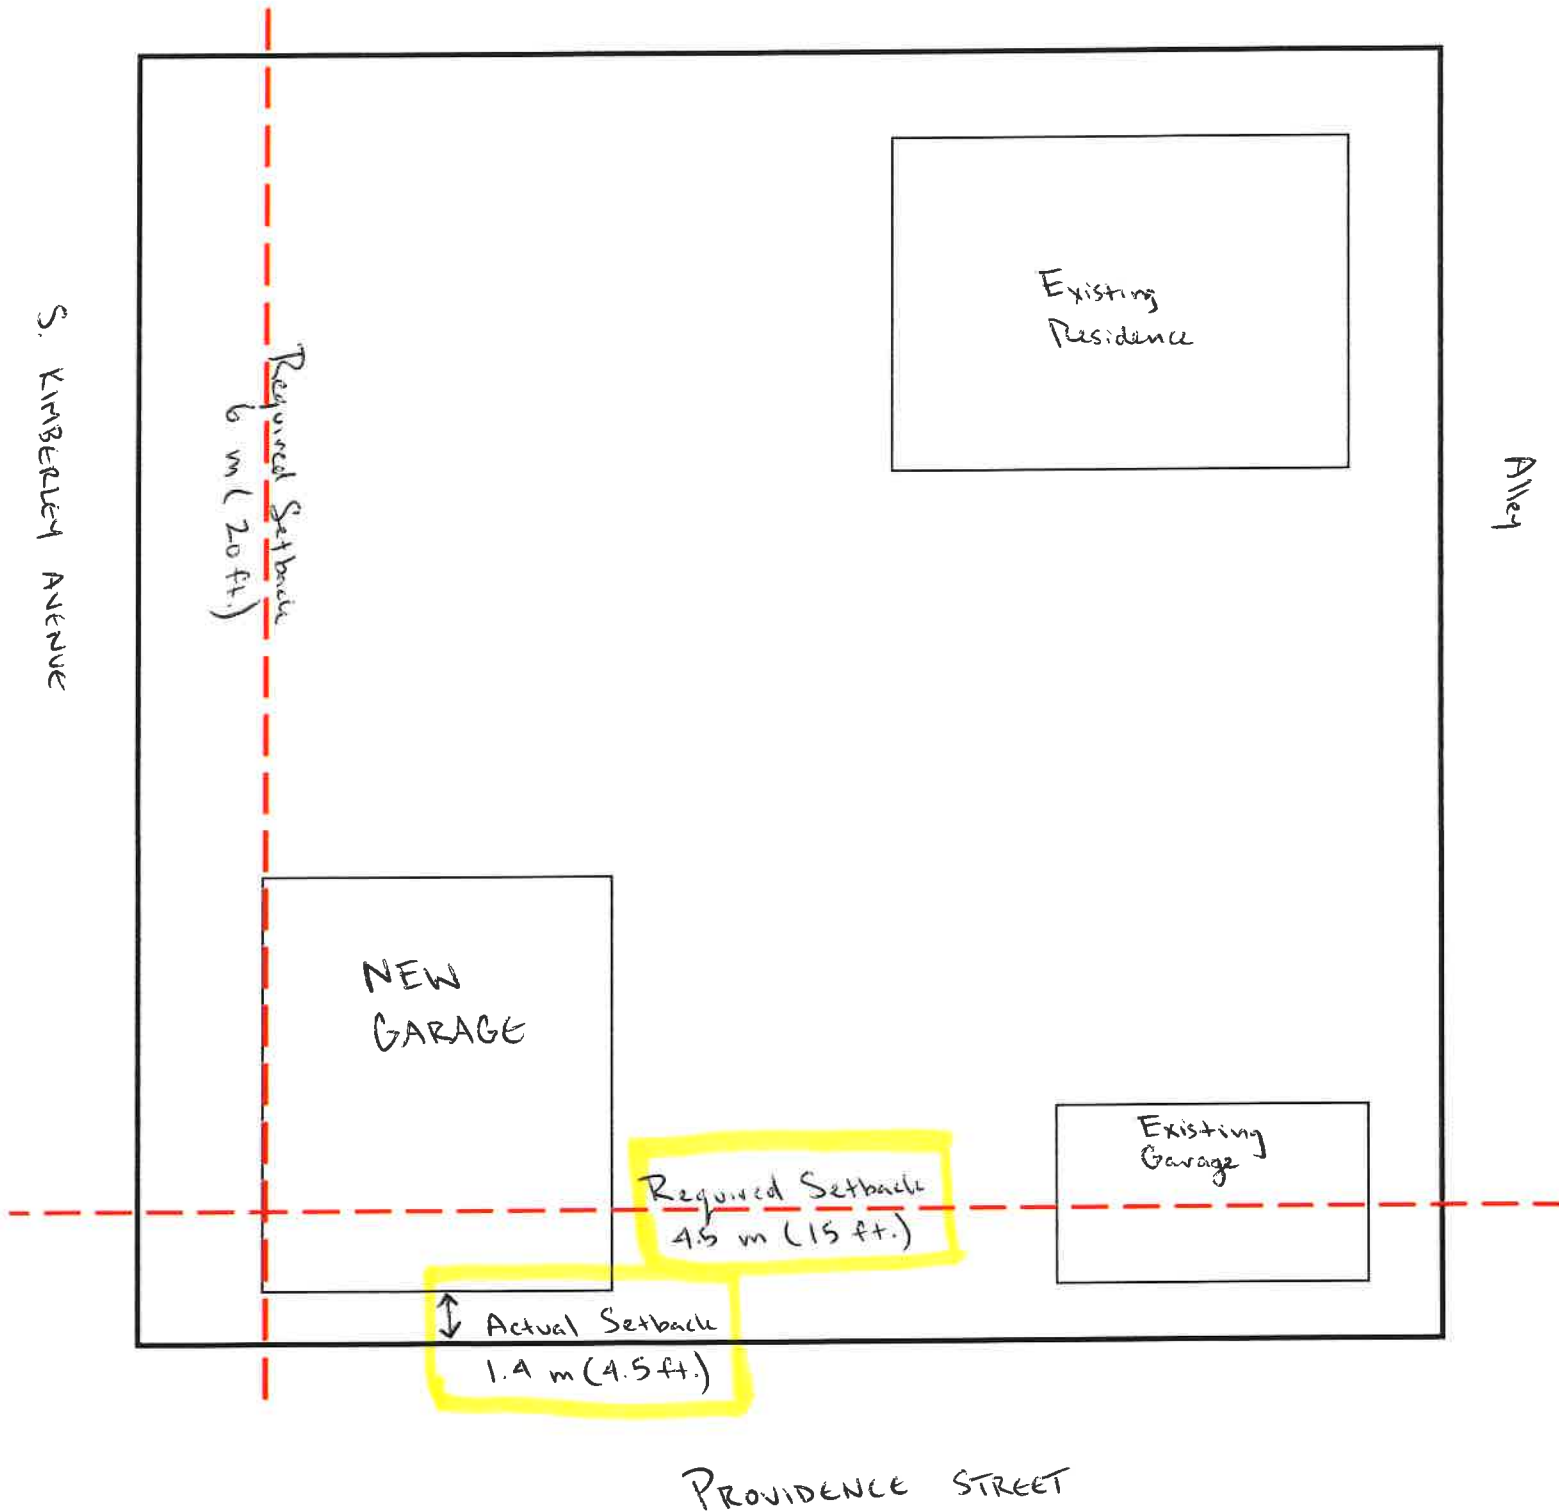 Existing
Residence
S. KIMBERLEY AVENUE
Required Setback
6 m (20 ft.)
Alley
NEW
GARAGE
Existing
Garage
Required Setback
4.5 m (15 ft.)
Actual Setback
1.4 m (4.5 ft.)
PROVIDENCE STREET